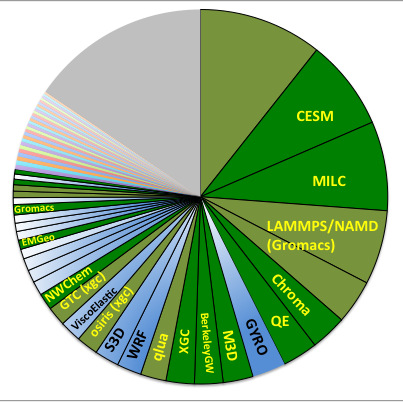 CESM
MILC
LAMMPS/NAMD
(Gromacs)
Chroma
QE
GYRO
M3D
BerkeleyGW
XGC
qlua
WRF
S3D
osiris (xgc)
ViscoElastic
GTC (xgc)
NWChem
EMGeo
Gromacs